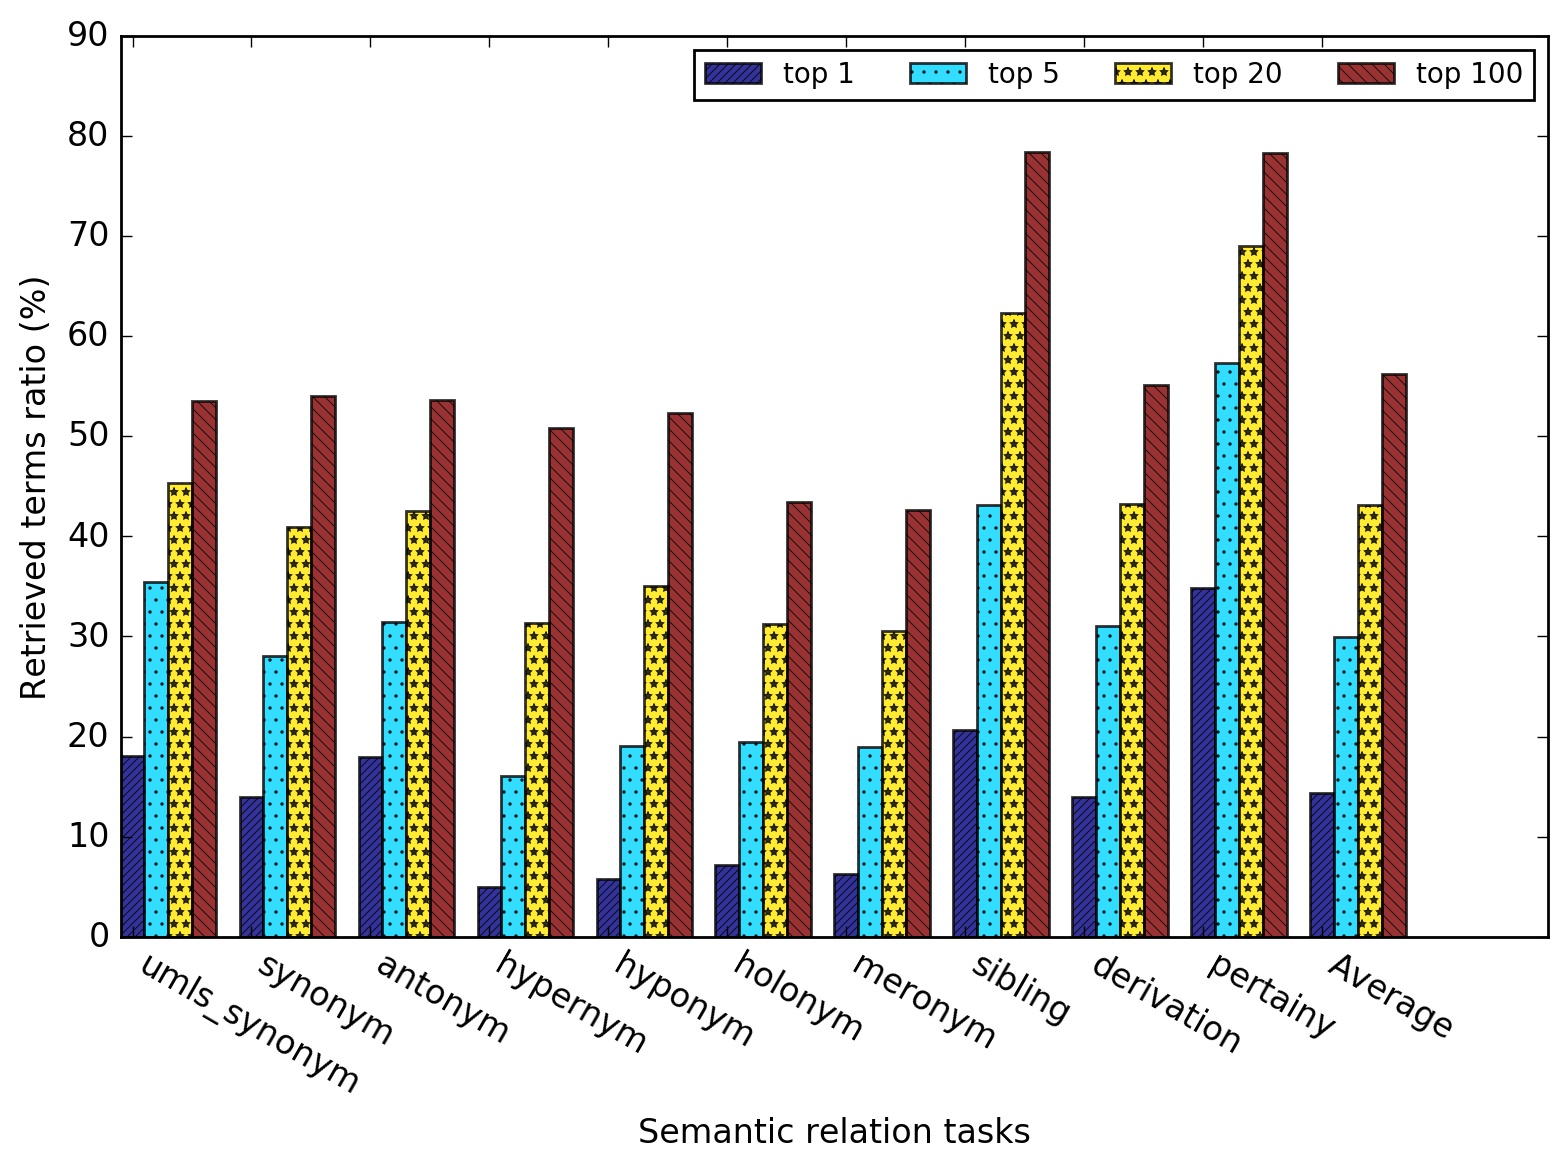 top 1 top 5 top 20 top 100
90
80
70
60
50
40
30
20
10
0
Retrieved terms ratio (%)
umls_synonym
synonym
antonym
hypernym
hyponym
holonym
meronym
sibling
derivation
pertainy
Average
Semantic relation tasks